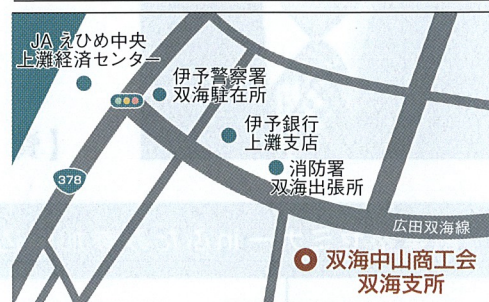 JA えひめ中央
上灘経済センター
伊予警察署
双海駐在所
伊予銀行
上灘支店
消防署
双海出張所
378
広田双海線
双海中山商工会
双海支所